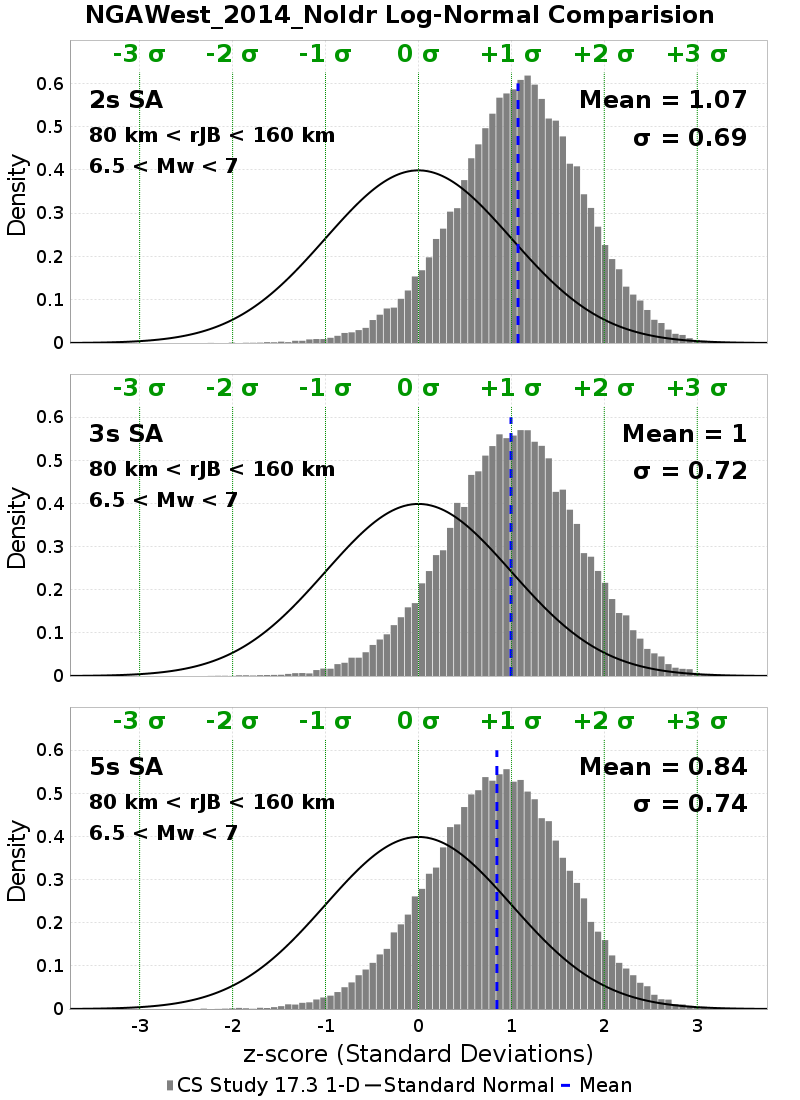 NGAWest_2014_NoIdr Log-Normal Comparision
-3 σ -2 σ -1 σ 0 σ +1 σ +2 σ +3 σ
2s SA
Mean = 1.07
80 km < rJB < 160 km
σ = 0.69
6.5 < Mw < 7
0.6
0.5
0.4
0.3
0.2
0.1
0
Density
-3 σ -2 σ -1 σ 0 σ +1 σ +2 σ +3 σ
3s SA
Mean = 1
80 km < rJB < 160 km
σ = 0.72
6.5 < Mw < 7
0.6
0.5
0.4
0.3
0.2
0.1
0
Density
-3 σ -2 σ -1 σ 0 σ +1 σ +2 σ +3 σ
5s SA
Mean = 0.84
80 km < rJB < 160 km
σ = 0.74
6.5 < Mw < 7
0.6
0.5
0.4
0.3
0.2
0.1
0
Density
-3 -2 -1 0 1 2 3
z-score (Standard Deviations)
CS Study 17.3 1-D Standard Normal Mean